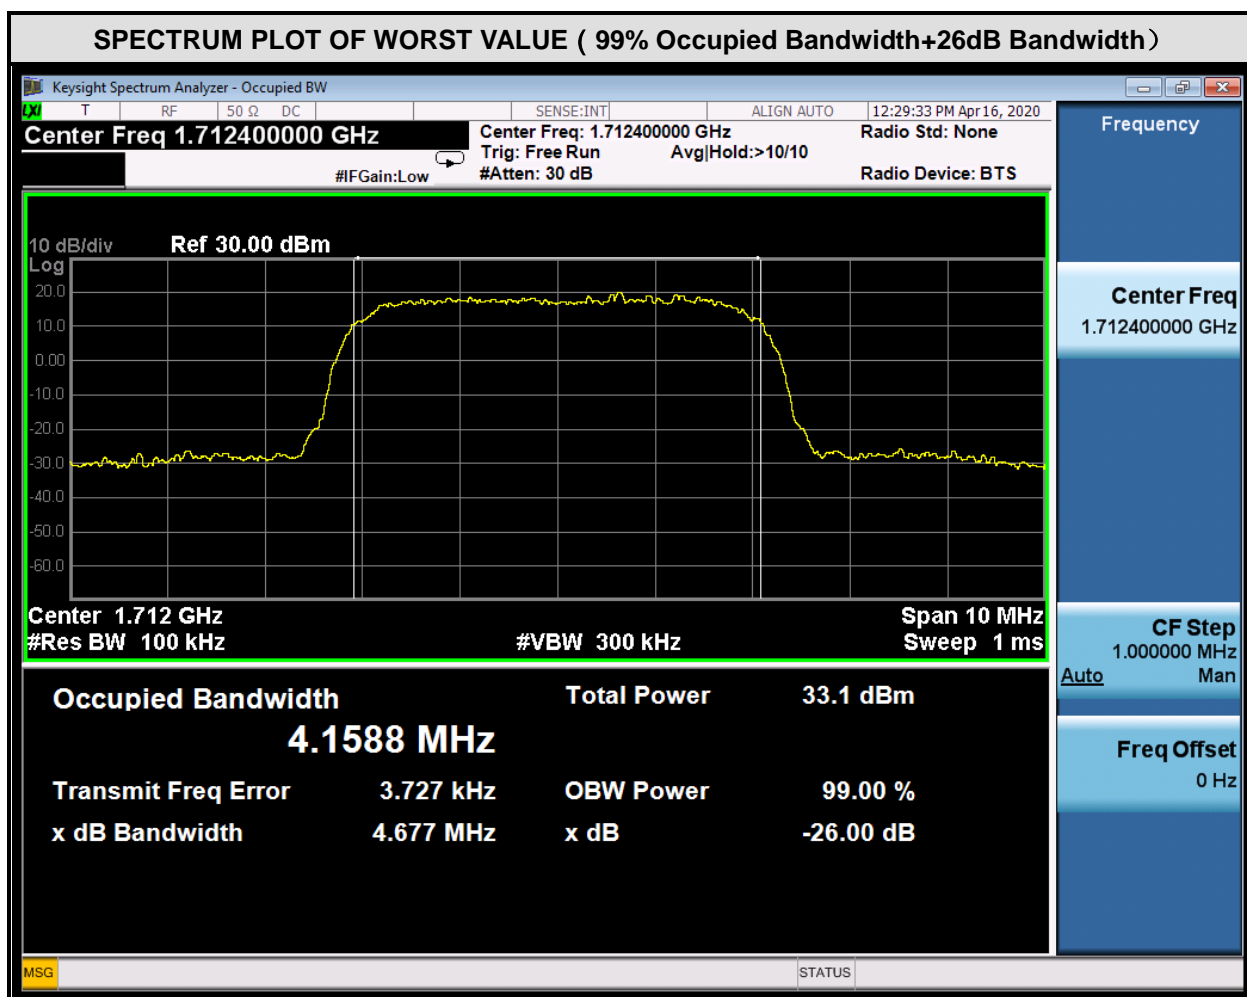 SPECTRUM PLOT OF WORST VALUE ( 99% Occupied Bandwidth+26dB Bandwidth）
Keysight Spectrum Analyzer - Occupied BW
LXI T RF 50 Ω DC SENSE:INT ALIGN AUTO 12:29:33 PM Apr 16, 2020
Center Freq 1.712400000 GHz
Center Freq: 1.712400000 GHz
Radio Std: None
Trig: Free Run
Avg|Hold:>10/10
#IFGain:Low
#Atten: 30 dB
Radio Device: BTS
10 dB/div
Ref 30.00 dBm
Log
20.0
10.0
0.00
-10.0
-20.0
-30.0
-40.0
-50.0
-60.0
Center 1.712 GHz
Span 10 MHz
#Res BW 100 kHz
#VBW 300 kHz
Sweep 1 ms
Occupied Bandwidth
Total Power
33.1 dBm
4.1588 MHz
Transmit Freq Error
3.727 kHz
OBW Power
99.00 %
x dB Bandwidth
4.677 MHz
x dB
-26.00 dB
Frequency
Center Freq
1.712400000 GHz
CF Step
1.000000 MHz
Auto Man
Freq Offset
0 Hz
MSG
STATUS